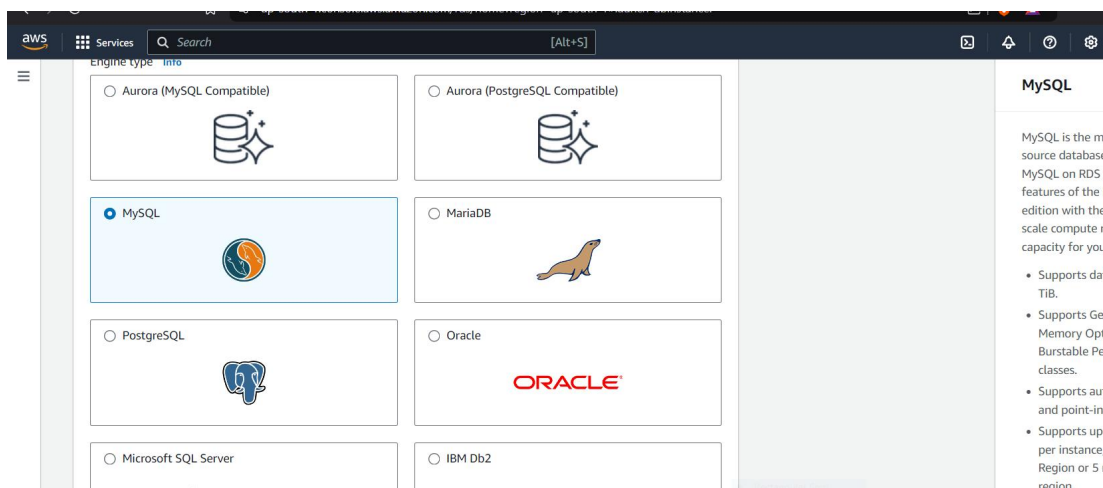 aws
Services
Search
[Alt+S]
Engine type Info
Aurora (MySQL Compatible)
Aurora (PostgreSQL Compatible)
MySQL
MariaDB
PostgreSQL
Oracle
ORACLE
Microsoft SQL Server
IBM Db2
MySQL
MySQL is the m
source database
MySQL on RDS
features of the
edition with the
scale compute
capacity for you
• Supports da
TiB.
• Supports Ge
Memory Opt
Burstable Pe
classes.
• Supports au
and point-in
• Supports up
per instance
Region or 5
region